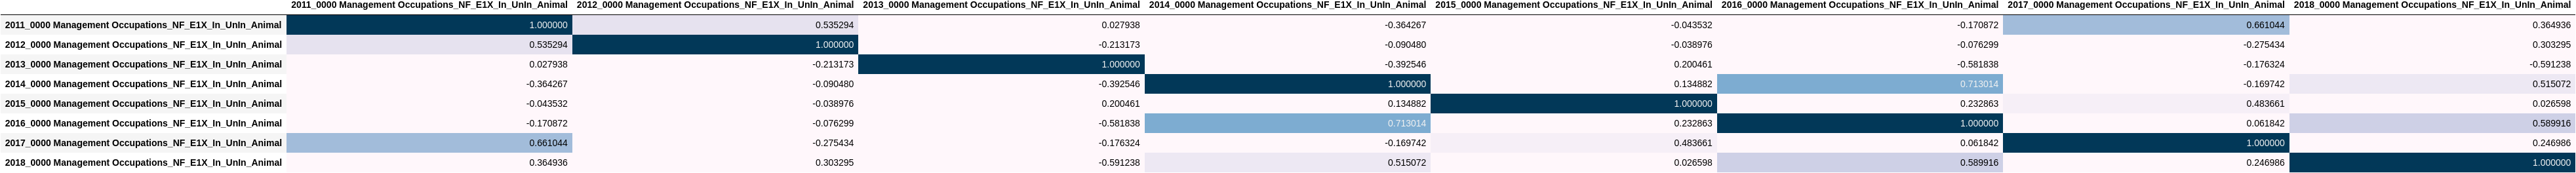 2011_0000 Management Occupations_NF_E1X_In_UnIn_Animal 2012_0000 Management Occupations_NF_E1X_In_UnIn_Animal 2013_0000 Management Occupations_NF_E1X_In_UnIn_Animal 2014_0000 Management Occupations_NF_E1X_In_UnIn_Animal 2015_0000 Management Occupations_NF_E1X_In_UnIn_Animal 2016_0000 Management Occupations_NF_E1X_In_UnIn_Animal 2017_0000 Management Occupations_NF_E1X_In_UnIn_Animal 2018_0000 Management Occupations_NF_E1X_In_UnIn_Animal
2011_0000 Management Occupations_NF_E1X_In_UnIn_Animal 1.000000 0.535294 0.027938 -0.364267 -0.043532 -0.170872 0.661044 0.364936
2012_0000 Management Occupations_NF_E1X_In_UnIn_Animal 0.535294 1.000000 -0.213173 -0.090480 -0.038976 -0.076299 -0.275434 0.303295
2013_0000 Management Occupations_NF_E1X_In_UnIn_Animal 0.027938 -0.213173 1.000000 -0.392546 0.200461 -0.581838 -0.176324 -0.591238
2014_0000 Management Occupations_NF_E1X_In_UnIn_Animal -0.364267 -0.090480 -0.392546 1.000000 0.134882 0.713014 -0.169742 0.515072
2015_0000 Management Occupations_NF_E1X_In_UnIn_Animal -0.043532 -0.038976 0.200461 0.134882 1.000000 0.232863 0.483661 0.026598
2016_0000 Management Occupations_NF_E1X_In_UnIn_Animal -0.170872 -0.076299 -0.581838 0.713014 0.232863 1.000000 0.061842 0.589916
2017_0000 Management Occupations_NF_E1X_In_UnIn_Animal 0.661044 -0.275434 -0.176324 -0.169742 0.483661 0.061842 1.000000 0.246986
2018_0000 Management Occupations_NF_E1X_In_UnIn_Animal 0.364936 0.303295 -0.591238 0.515072 0.026598 0.589916 0.246986 1.000000